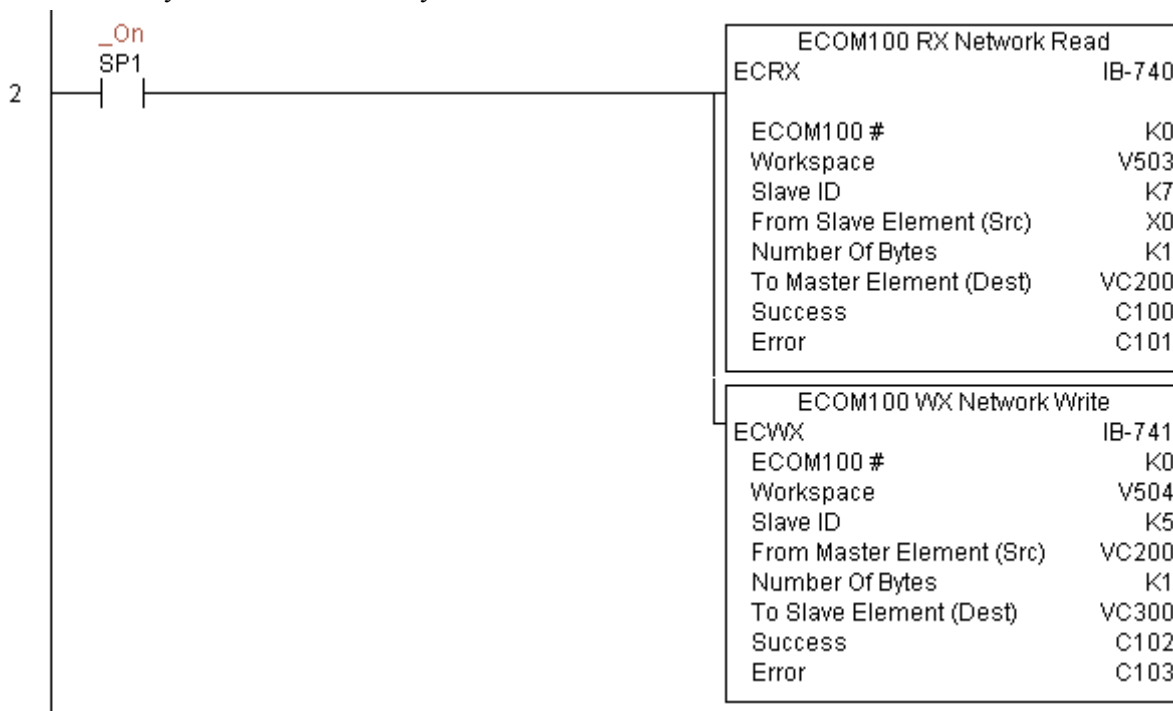 _On
SP1
2
ECOM100 RX Network Read
ECRX IB-740
ECOM100 # K0
Workspace V503
Slave ID K7
From Slave Element (Src) X0
Number Of Bytes K1
To Master Element (Dest) VC200
Success C100
Error C101
ECOM100 WX Network Write
ECWX IB-741
ECOM100 # K0
Workspace V504
Slave ID K5
From Master Element (Src) VC200
Number Of Bytes K1
To Slave Element (Dest) VC300
Success C102
Error C103